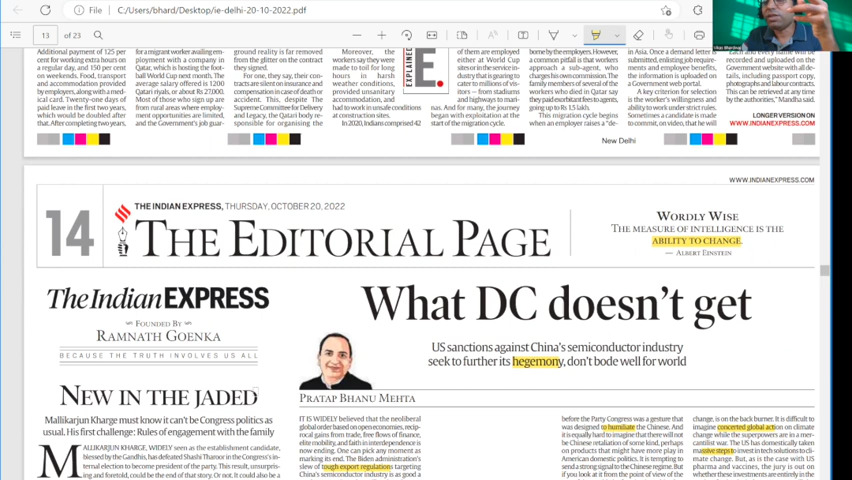 File
C:/Users/bhard/Desktop/ie-delhi-20-10-2022.pdf
13 of 23
Additional payment of 125 per cent for working extra hours on a regular day, and 150 per cent on weekends. Food, transport and accommodation provided by employers, along with a medical card. Twenty-one days of paid leave in the first two years, which would be doubled after that. After completing two years,
for a migrant worker availing employment with a company in Qatar, which is hosting the football World Cup next month. The average salary offered is 1200 Qatari riyals, or about Rs 27,000. Most of those who sign up are from rural areas where employment opportunities are limited, and the Government's job guar-
ground reality is far removed from the glitter on the contract they signed.
For one, they say, their contracts are silent on insurance and compensation in case of death or accident. This, despite The Supreme Committee for Delivery and Legacy, the Qatari body responsible for organising the
Moreover, the workers say they were made to toil for long hours in harsh weather conditions, provided unsanitary accommodation, and had to work in unsafe conditions at construction sites.
In 2020, Indians comprised 42
EXPLAINED
E.
of them are employed either at World Cup sites or in the service industry that is gearing to cater to millions of visitors — from stadiums and highways to
And for many, the journey began with exploitation at the start of the migration cycle.
borne by the employers. However, a common pitfall is that workers approach a sub-agent, who charges his own commission. The family members of several of the workers who died in Qatar say they paid exorbitant fees to agents, going up to Rs 1.5 lakh.
This migration cycle begins when an employer raises a "de-
in Asia. Once a demand letter is submitted, enlisting job requirements and employee benefits, the information is uploaded on a Government web portal.
A key criterion for selection is the worker's willingness and ability to work under strict rules. Sometimes a candidate is made to commit, on video, that he will
recorded and uploaded on the Government website with all details, including passport copy, photographs and labour contracts. This can be retrieved at any time by the authorities," Mandha said.
LONGER VERSION ON
WWW.INDIANEXPRESS.COM
New Delhi
WWW.INDIANEXPRESS.COM
14
THE INDIAN EXPRESS, THURSDAY, OCTOBER 20, 2022
THE EDITORIAL PAGE
WORDLY WISE
THE MEASURE OF INTELLIGENCE IS THE
ABILITY TO CHANGE.
— ALBERT EINSTEIN
The Indian EXPRESS
FOUNDED BY
RAMNATH GOENKA
BECAUSE THE TRUTH INVOLVES US ALL
NEW IN THE JADED
Mallikarjun Kharge must know it can't be Congress politics as
usual. His first challenge: Rules of engagement with the family
MALLIKARJUN KHARGE, WIDELY seen as the establishment candidate,
blessed by the Gandhis, has defeated Shashi Tharoor in the Congress's in-
ternal election to become president of the party. This result, unsurpris-
ing and foretold, could be the end of that story. Or not. It could also be a
What DC doesn't get
US sanctions against China's semiconductor industry
seek to further its hegemony, don't bode well for world
PRATAP BHANU MEHTA
IT IS WIDELY believed that the neoliberal
global order based on open economies, recip-
rocal gains from trade, free flows of finance,
elite mobility, and faith in interdependence is
now ending. One can pick any moment as
marking its end. The Biden administration's
slew of tough export regulations targeting
China's semiconductor industry is as good a
before the Party Congress was a gesture that
was designed to humiliate the Chinese. And
it is equally hard to imagine that there will not
be Chinese retaliation of some kind, perhaps
on products that might have more play in
American domestic politics. It is tempting to
send a strong signal to the Chinese regime. But
if you look at it from the point of view of the
change, is on the back burner. It is difficult to
imagine concerted global action on climate
change while the superpowers are in a mer-
cantilist war. The US has domestically taken
massive steps to invest in tech solutions to cli-
mate change. But, as is the case with US
pharma and vaccines, the jury is out on
whether these investments are entirely in the